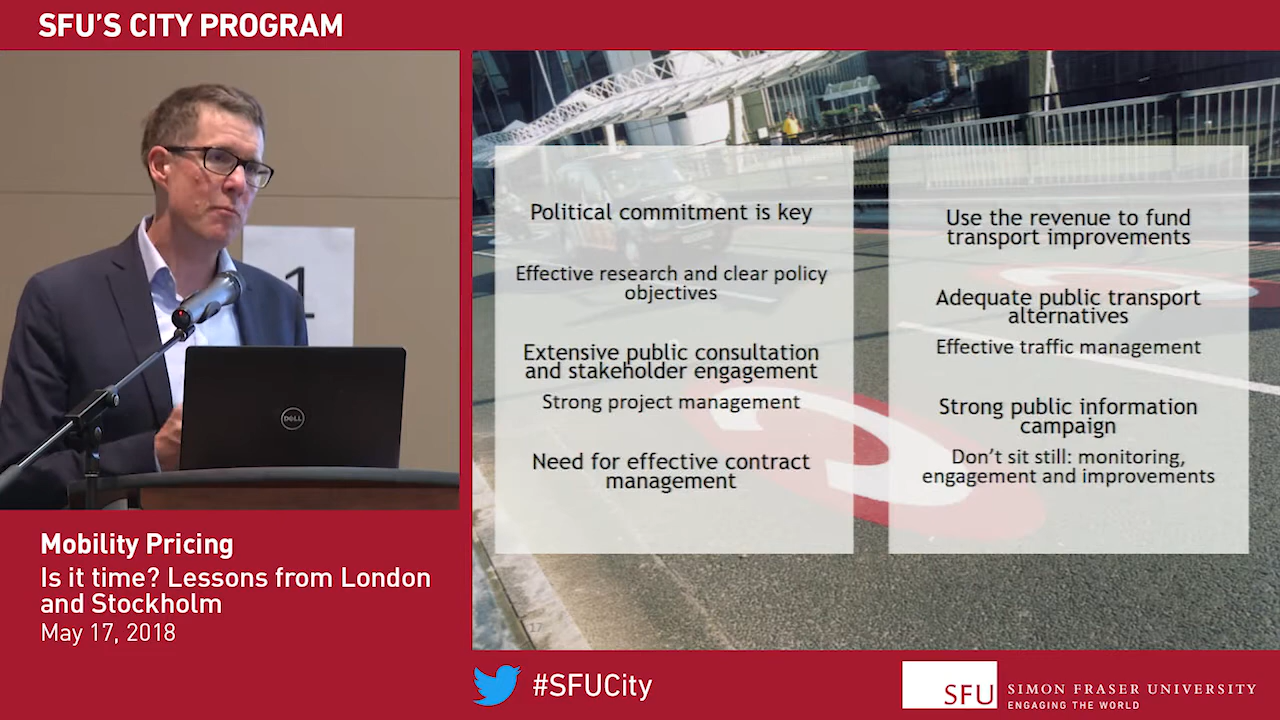 SFU'S CITY PROGRAM
1
DELL
Mobility Pricing
Is it time? Lessons from London
and Stockholm
May 17, 2018
Political commitment is key
Effective research and clear policy
objectives
Extensive public consultation
and stakeholder engagement
Strong project management
Need for effective contract
management
Use the revenue to fund
transport improvements
Adequate public transport
alternatives
Effective traffic management
Strong public information
campaign
Don't sit still: monitoring,
engagement and improvements
17
#SFUCity
SFU
SIMON FRASER UNIVERSITY
ENGAGING THE WORLD